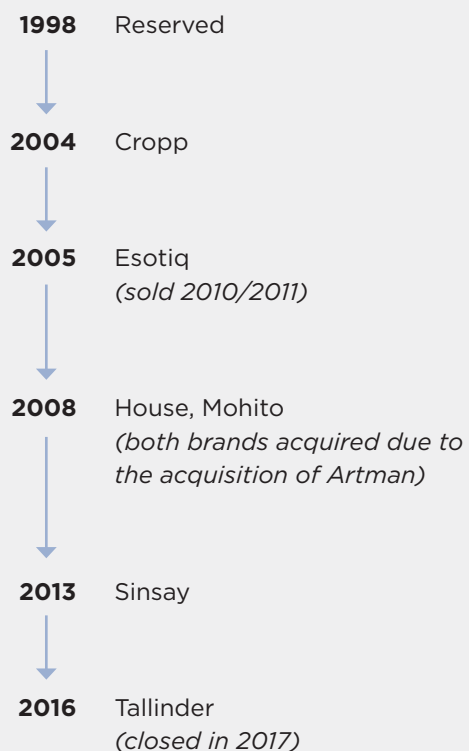 1998 Reserved
2004 Cropp
2005 Esotiq
(sold 2010/2011)
2008 House, Mohito
(both brands acquired due to
the acquisition of Artman)
2013 Sinsay
2016 Tallinder
(closed in 2017)